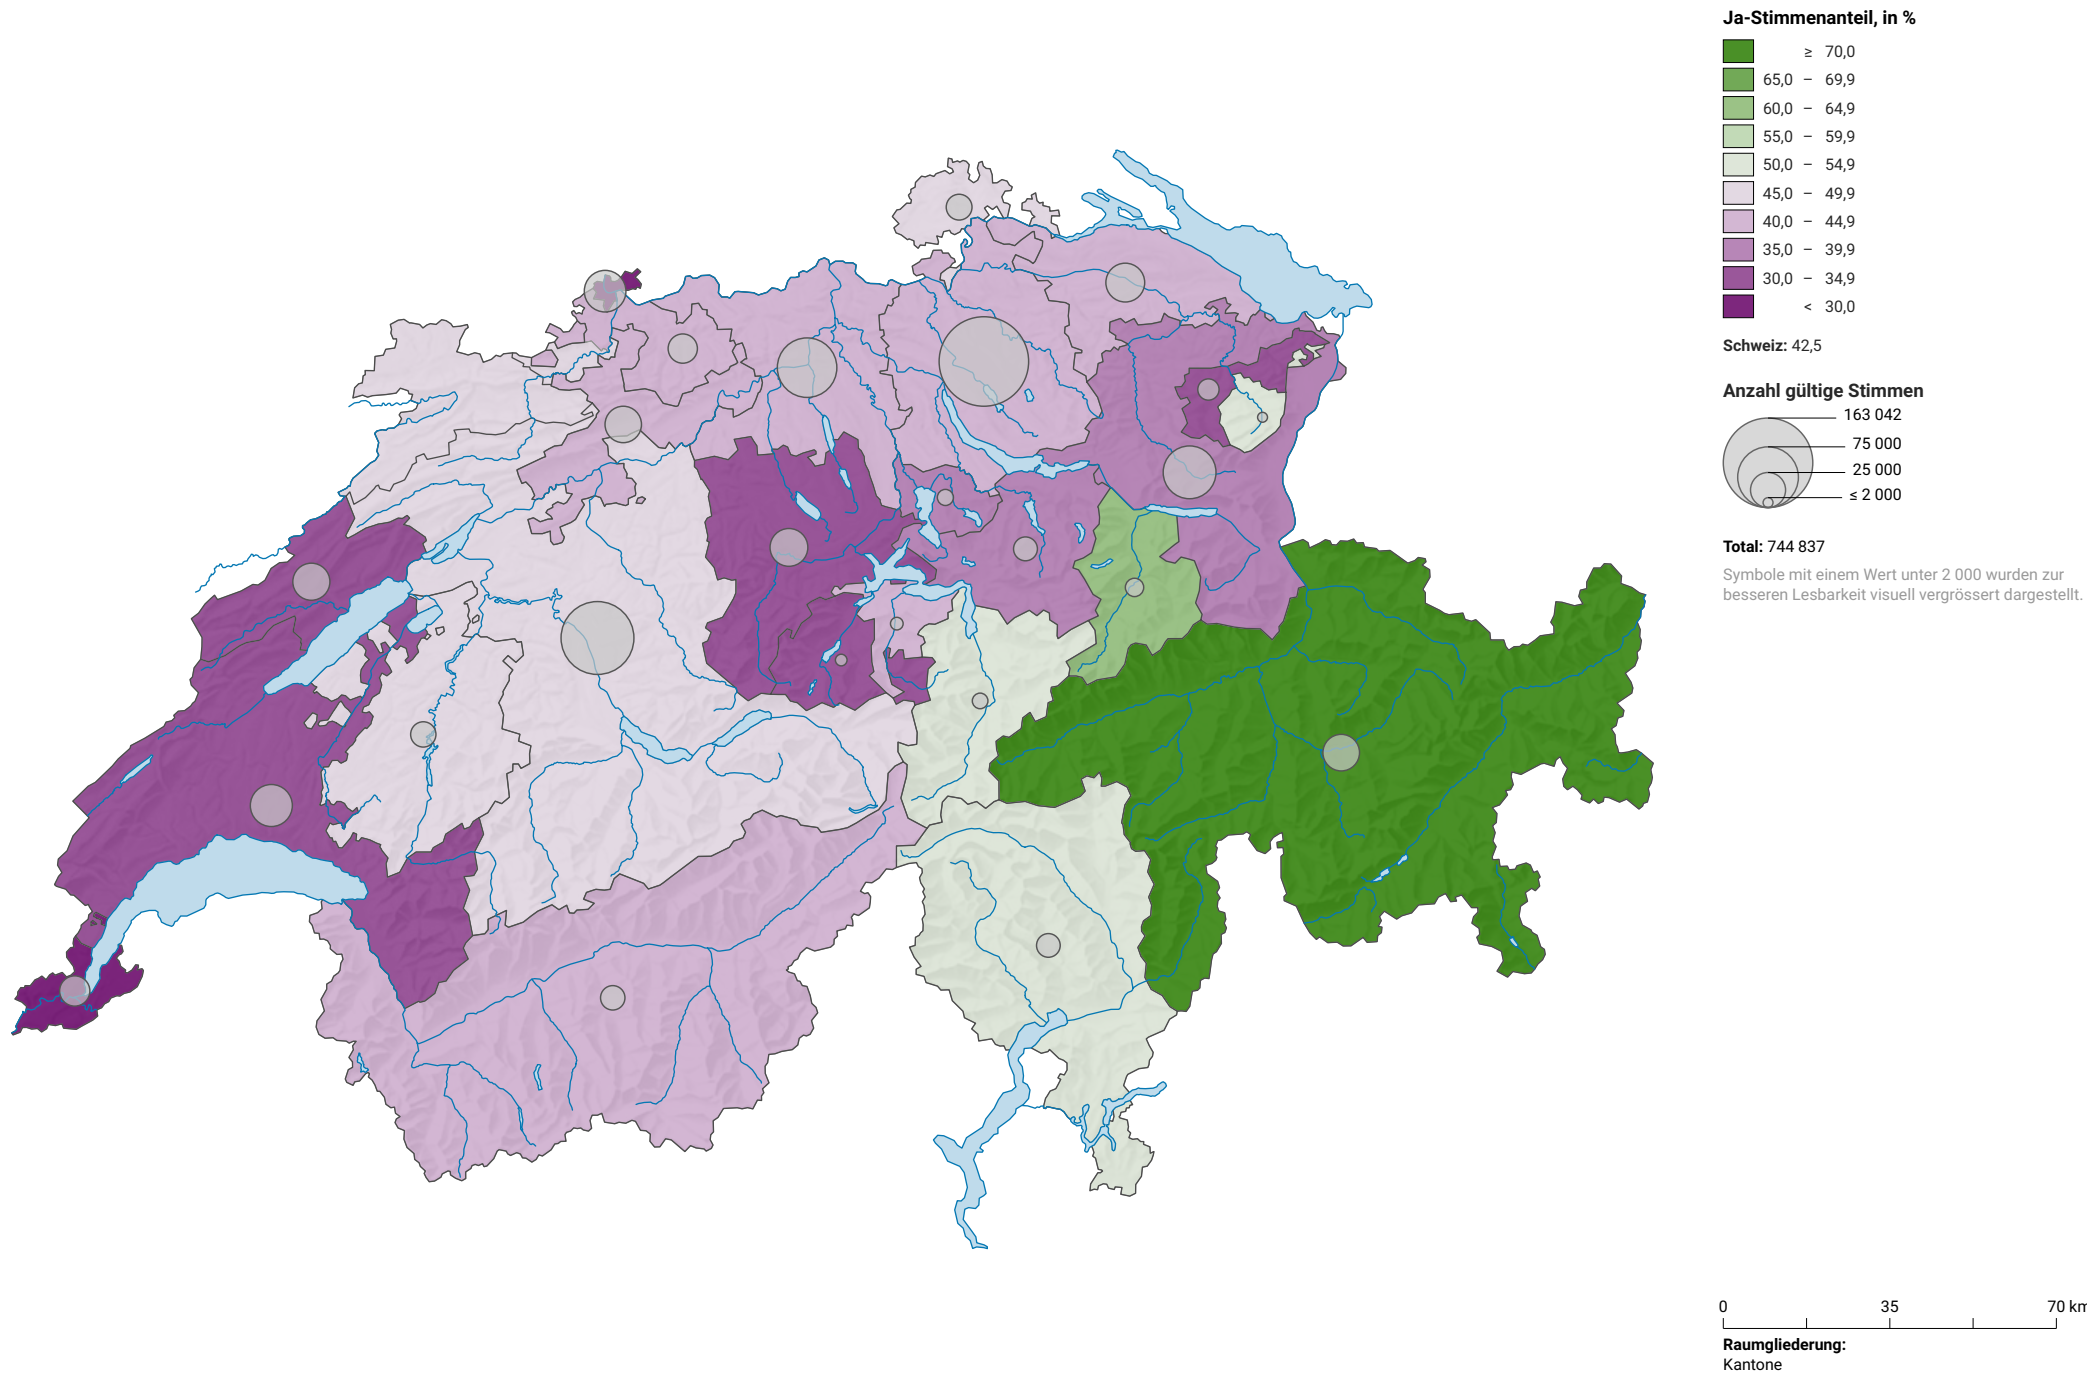 Ja-Stimmenanteil, in %
≥ 70,0
65,0 – 69,9
60,0 – 64,9
55,0 – 59,9
50,0 – 54,9
45,0 – 49,9
40,0 – 44,9
35,0 – 39,9
30,0 – 34,9
< 30,0
Schweiz: 42,5
Anzahl gültige Stimmen
163 042
75 000
25 000
≤ 2 000
Total: 744 837
Symbole mit einem Wert unter 2 000 wurden zur
besseren Lesbarkeit visuell vergrössert dargestellt.
0 35 70 km
Raumgliederung:
Kantone